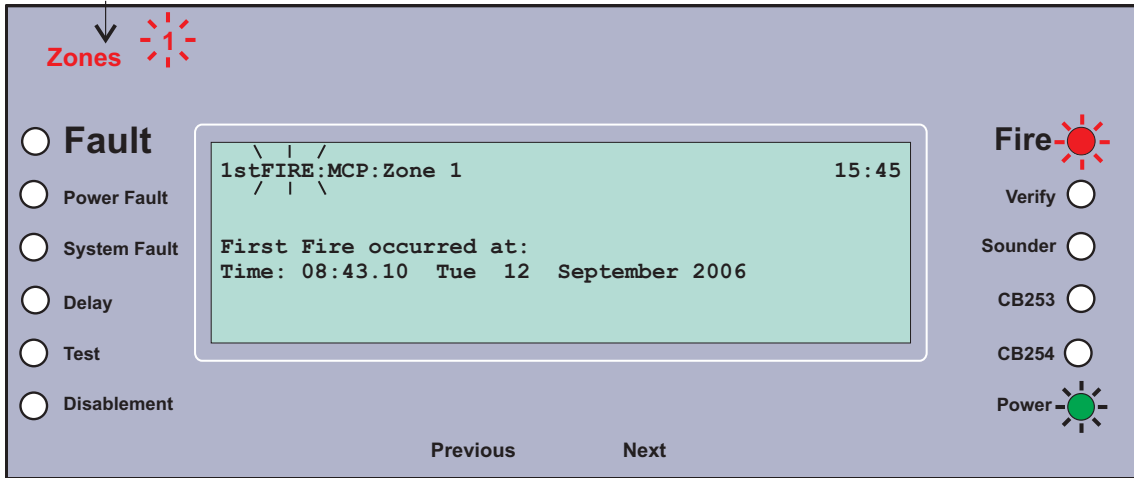 Zones 1
Fault
Power Fault
System Fault
Delay
Test
Disablement
1stFIRE:MCP:Zone 1 15:45
First Fire occurred at:
Time: 08:43.10 Tue 12 September 2006
Fire
Verify
Sounder
CB253
CB254
Power
Previous Next